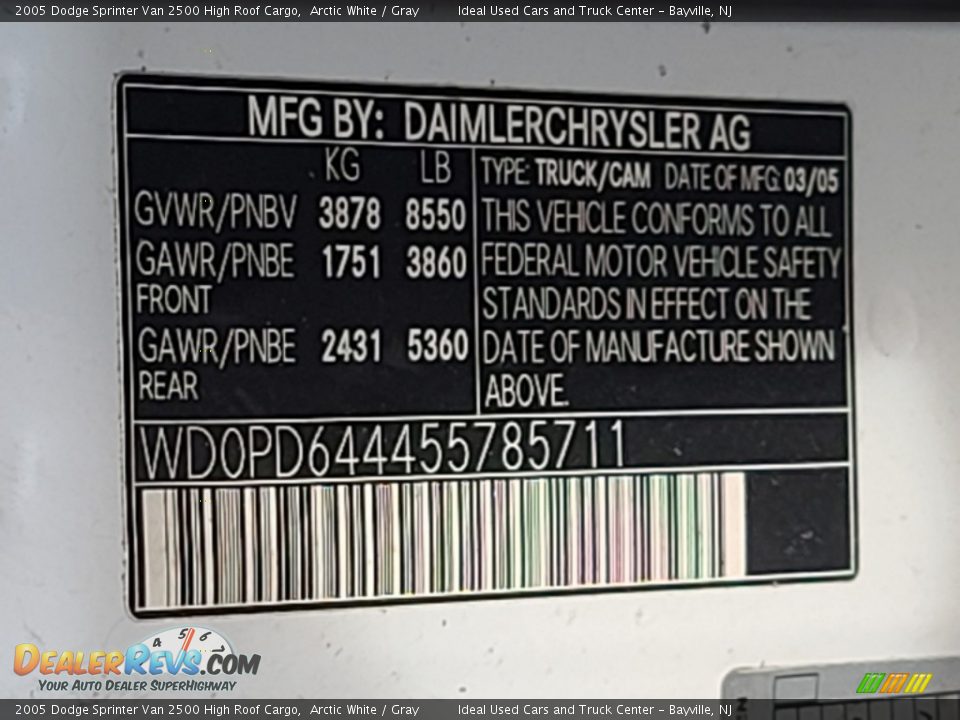 2005 Dodge Sprinter Van 2500 High Roof Cargo,  Arctic White / Gray        Ideal Used Cars and Truck Center - Bayville, NJ
MFG BY: DAIMLERCHRYSLER AG
KG LB
GVWR/PNBV 3878 8550
GAWR/PNBE 1751 3860
FRONT
GAWR/PNBE 2431 5360
REAR
TYPE: TRUCK/CAM DATE OF MFG: 03/05
THIS VEHICLE CONFORMS TO ALL
FEDERAL MOTOR VEHICLE SAFETY
STANDARDS IN EFFECT ON THE
DATE OF MANUFACTURE SHOWN
ABOVE.
WD0PD644455785711
4 5 6
DEALERREVS.COM
YOUR AUTO DEALER SUPERHIGHWAY
2005 Dodge Sprinter Van 2500 High Roof Cargo,  Arctic White / Gray        Ideal Used Cars and Truck Center - Bayville, NJ